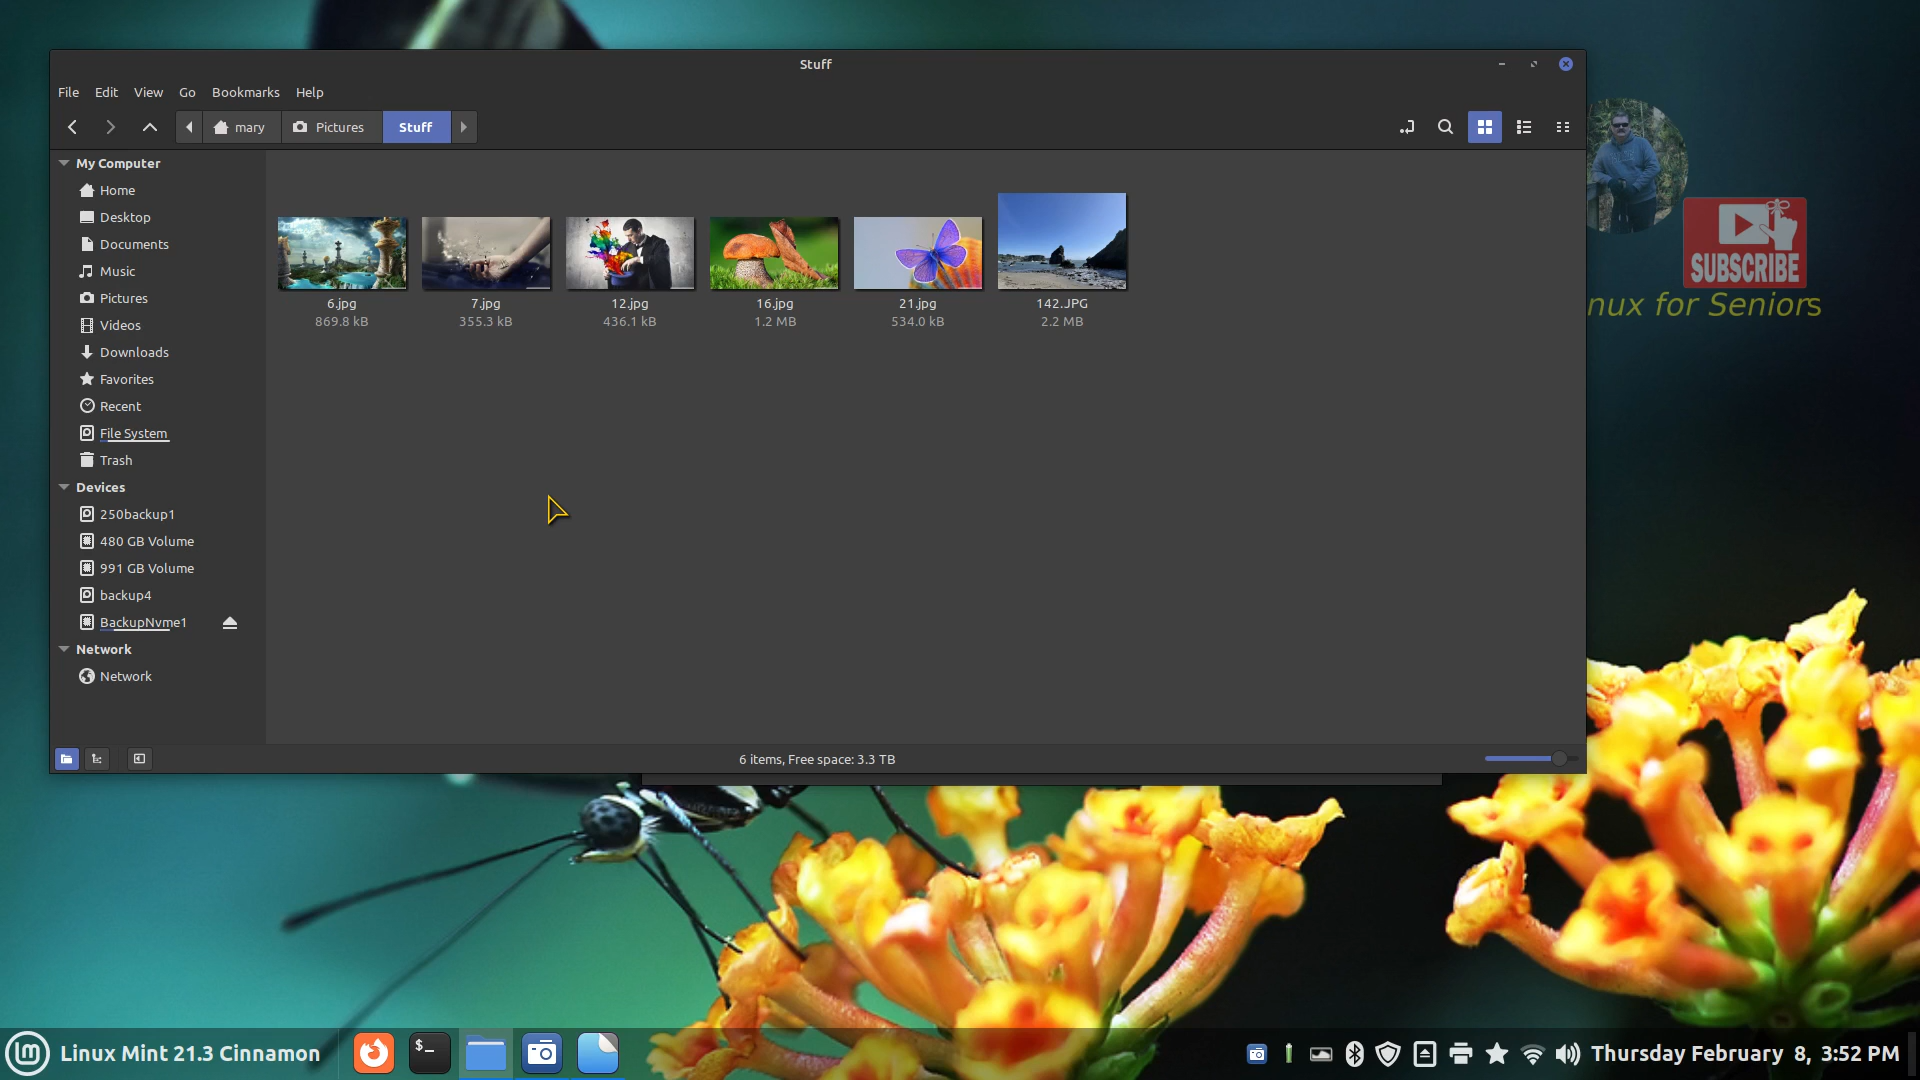 Stuff
File Edit View Go Bookmarks Help
mary Pictures Stuff
My Computer
Home
Desktop
Documents
Music
Pictures
Videos
Downloads
Favorites
Recent
File System
Trash
Devices
250backup1
480 GB Volume
991 GB Volume
backup4
BackupNvme1
Network
Network
6.jpg 7.jpg 12.jpg 16.jpg 21.jpg 142.JPG
869.8 kB 355.3 kB 436.1 kB 1.2 MB 534.0 kB 2.2 MB
6 items, Free space: 3.3 TB
SUBSCRIBE
nux for Seniors
Linux Mint 21.3 Cinnamon
$_
Thursday February 8, 3:52 PM